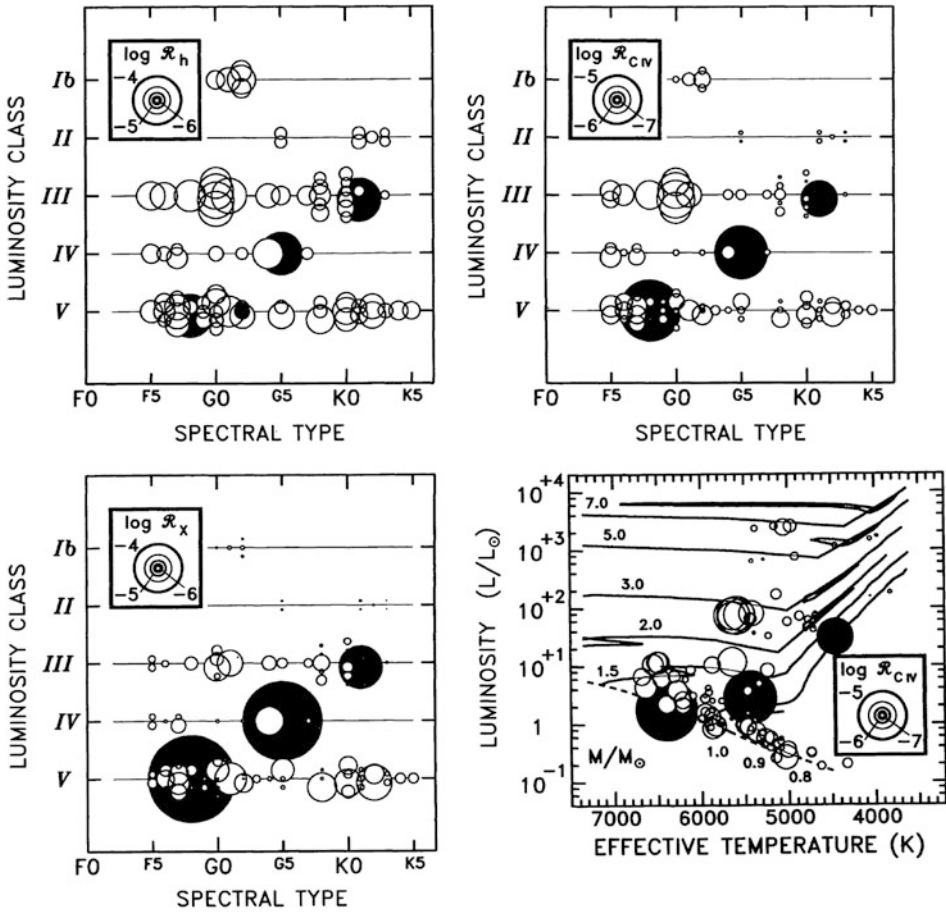 log ℛh
-4
-5 -6
Ib
II
III
IV
V
LUMINOSITY CLASS
F0 F5 G0 G5 K0 K5
SPECTRAL TYPE
log ℛC IV
-5
-6 -7
Ib
II
III
IV
V
LUMINOSITY CLASS
F0 F5 G0 G5 K0 K5
SPECTRAL TYPE
log ℛX
-4
-5 -6
Ib
II
III
IV
V
LUMINOSITY CLASS
F0 F5 G0 G5 K0 K5
SPECTRAL TYPE
10+4
10+3
10+2
10+1
1
10-1
LUMINOSITY (L/L☉)
7.0
5.0
3.0
2.0
1.5
1.0
0.9
0.8
M/M☉
log ℛC IV
-5
-6 -7
7000 6000 5000 4000
EFFECTIVE TEMPERATURE (K)